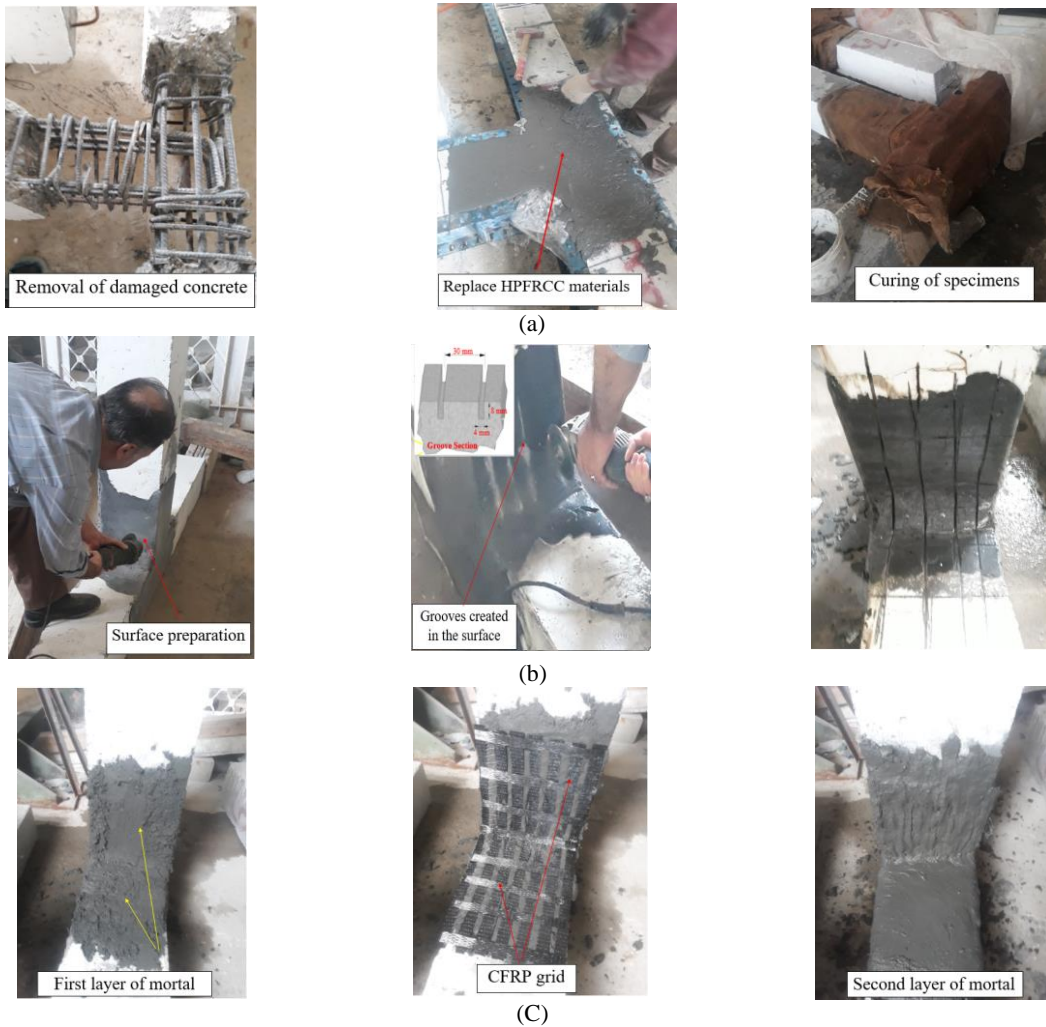 Removal of damaged concrete
Replace HPFRCC materials
Curing of specimens
(a)
30 mm
8 mm
4 mm
Groove Section
Surface preparation
Grooves created
in the surface
(b)
First layer of mortal
CFRP grid
Second layer of mortal
(C)